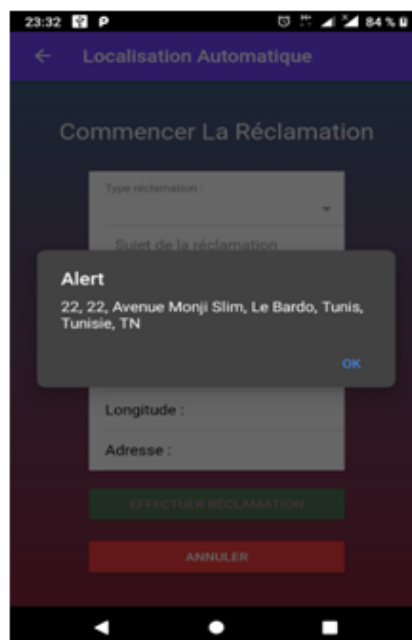 23:32 84 %
Localisation Automatique
Commencer La Réclamation
Type réclamation :
Sujet de la réclamation
Alert
22, 22, Avenue Monji Slim, Le Bardo, Tunis,
Tunisie, TN
OK
Longitude :
Adresse :
EFFECTUER RÉCLAMATION
ANNULER